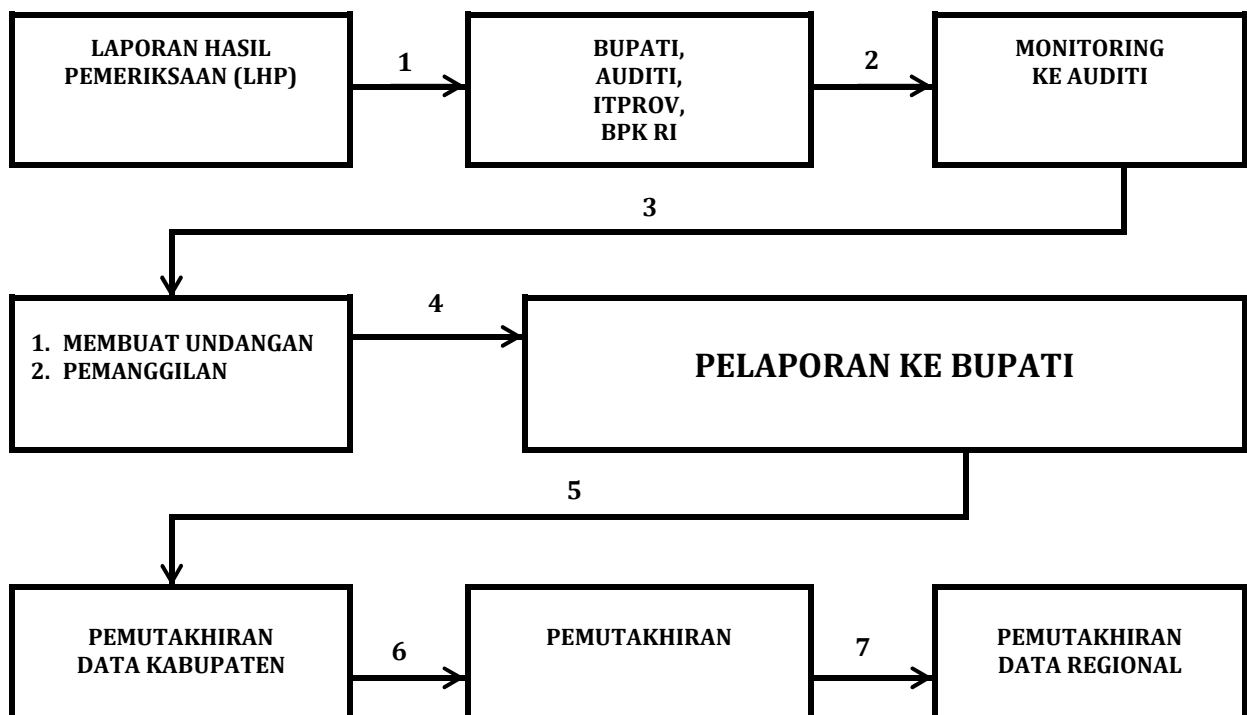 LAPORAN HASIL
PEMERIKSAAN (LHP)
1
BUPATI,
AUDITI,
ITPROV,
BPK RI
2
MONITORING
KE AUDITI
3
1. MEMBUAT UNDANGAN
2. PEMANGGILAN
4
PELAPORAN KE BUPATI
5
PEMUTAKHIRAN
DATA KABUPATEN
6
PEMUTAKHIRAN
7
PEMUTAKHIRAN
DATA REGIONAL